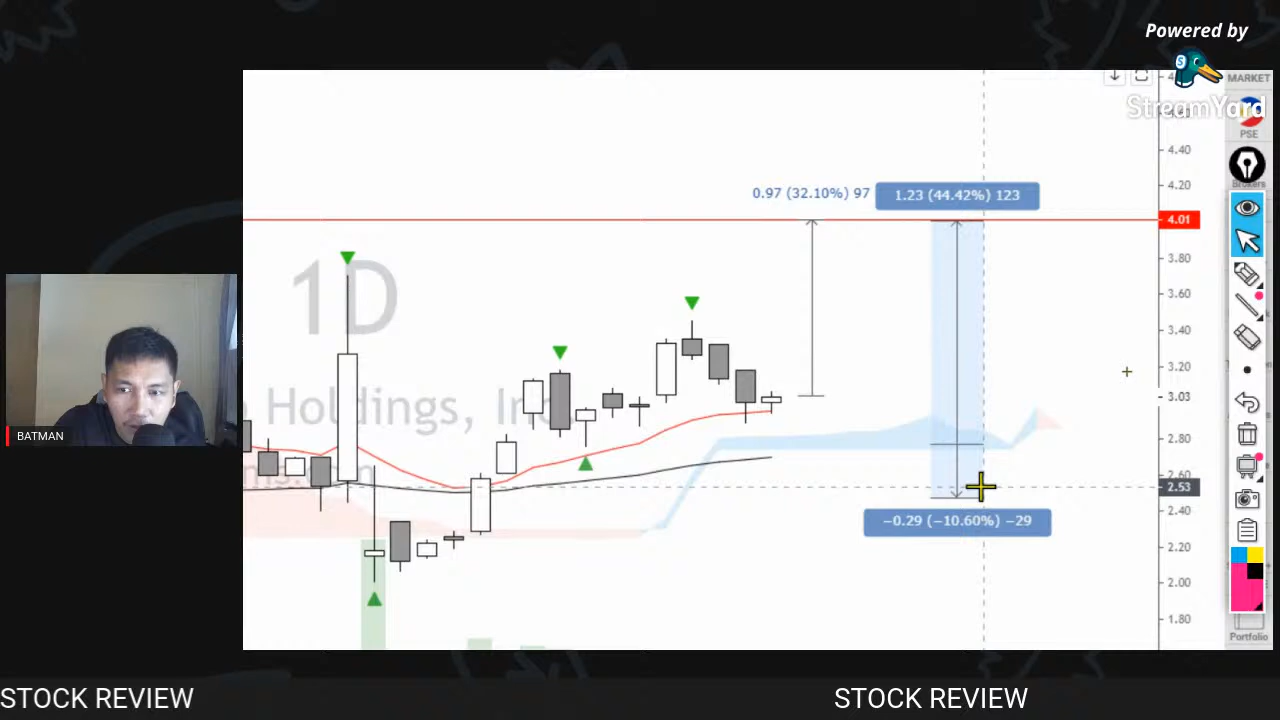 Powered by
StreamYard
MARKET
PSE
Brokers
4.40
4.20
0.97 (32.10%) 97
1.23 (44.42%) 123
4.01
3.80
3.60
3.40
3.20
3.03
2.80
2.60
2.53
2.40
2.20
2.00
1.80
1D
Holdings, Inc.
−0.29 (−10.60%) −29
BATMAN
Portfolio
STOCK REVIEW
STOCK REVIEW